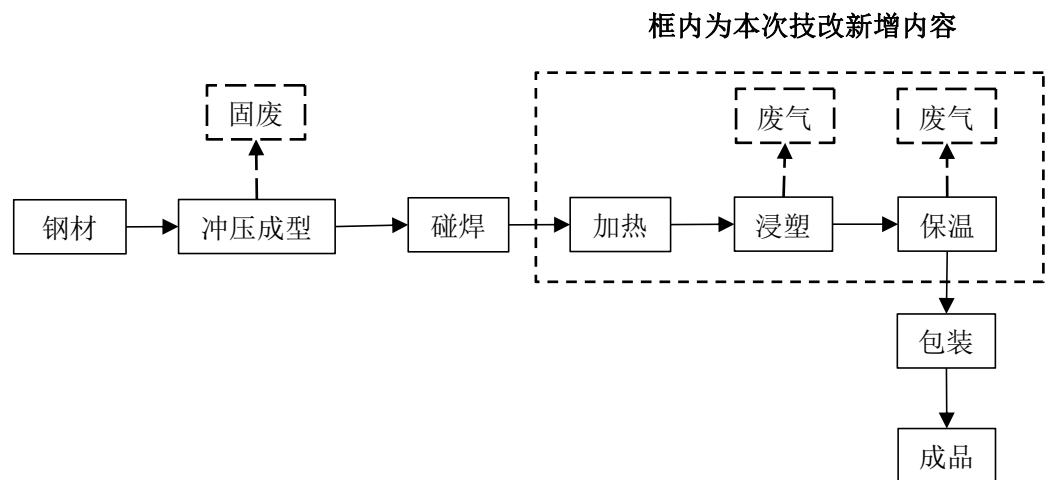 框内为本次技改新增内容
固废
废气
废气
钢材
冲压成型
碰焊
加热
浸塑
保温
包装
成品